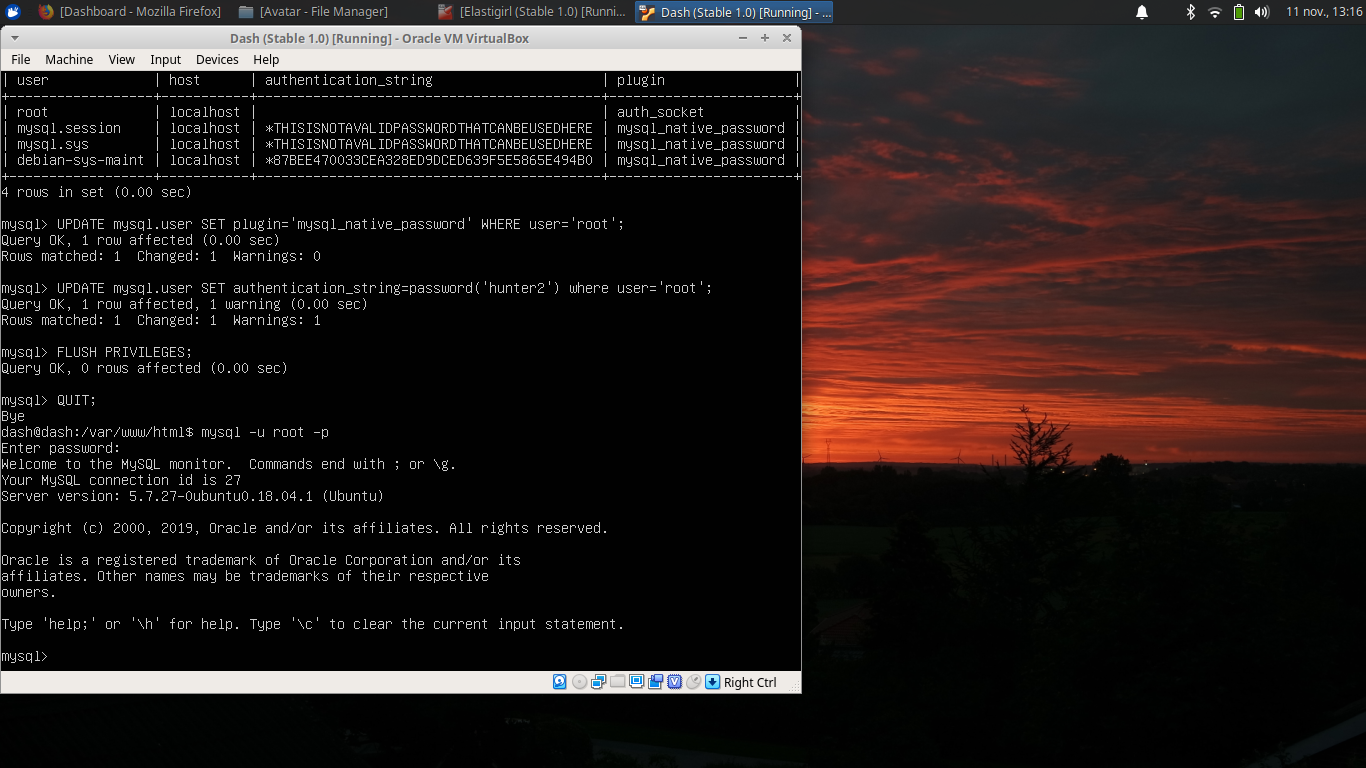 [Dashboard - Mozilla Firefox] [Avatar - File Manager] [Elastigirl (Stable 1.0) [Runni... Dash (Stable 1.0) [Running] - ... 11 nov., 13:16
Dash (Stable 1.0) [Running] - Oracle VM VirtualBox
File Machine View Input Devices Help
| user | host | authentication_string | plugin |
+------------------+-----------+-------------------------------------------+-----------------------+
| root | localhost | | auth_socket |
| mysql.session | localhost | *THISISNOTAVALIDPASSWORDTHATCANBEUSEDHERE | mysql_native_password |
| mysql.sys | localhost | *THISISNOTAVALIDPASSWORDTHATCANBEUSEDHERE | mysql_native_password |
| debian-sys-maint | localhost | *87BEE470033CEA328ED9DCED639F5E5865E494B0 | mysql_native_password |
+------------------+-----------+-------------------------------------------+-----------------------+
4 rows in set (0.00 sec)
mysql> UPDATE mysql.user SET plugin='mysql_native_password' WHERE user='root';
Query OK, 1 row affected (0.00 sec)
Rows matched: 1 Changed: 1 Warnings: 0
mysql> UPDATE mysql.user SET authentication_string=password('hunter2') where user='root';
Query OK, 1 row affected, 1 warning (0.00 sec)
Rows matched: 1 Changed: 1 Warnings: 1
mysql> FLUSH PRIVILEGES;
Query OK, 0 rows affected (0.00 sec)
mysql> QUIT;
Bye
dash@dash:/var/www/html$ mysql -u root -p
Enter password:
Welcome to the MySQL monitor. Commands end with ; or \g.
Your MySQL connection id is 27
Server version: 5.7.27-0ubuntu0.18.04.1 (Ubuntu)
Copyright (c) 2000, 2019, Oracle and/or its affiliates. All rights reserved.
Oracle is a registered trademark of Oracle Corporation and/or its
affiliates. Other names may be trademarks of their respective
owners.
Type 'help;' or '\h' for help. Type '\c' to clear the current input statement.
mysql>
Right Ctrl